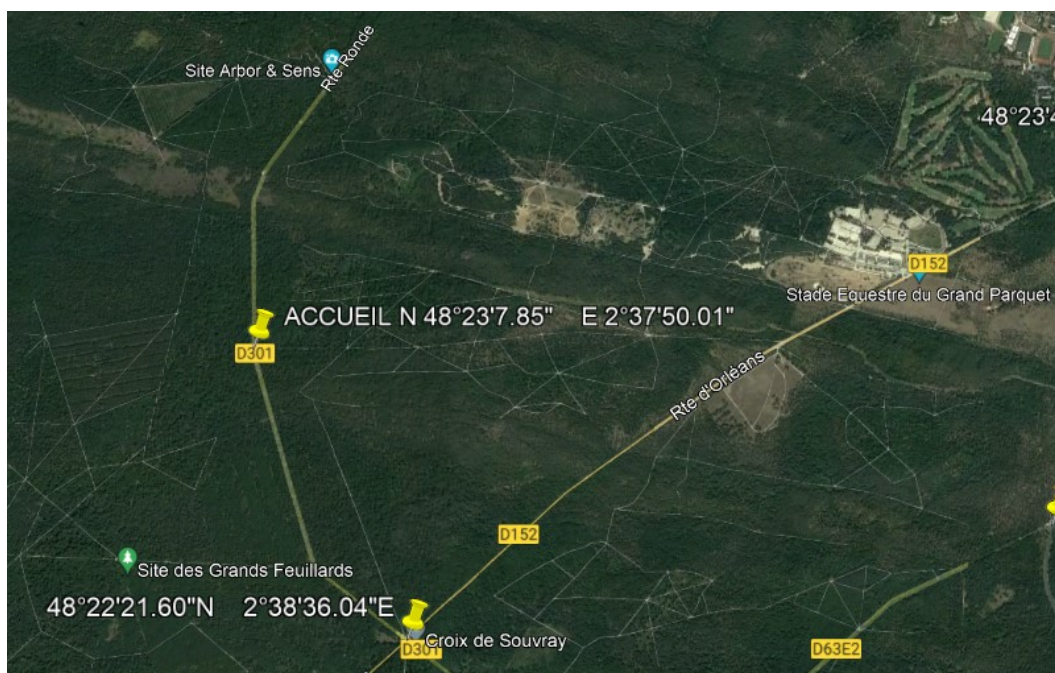 Rte Ronde
Site Arbor & Sens
48°23'4
D152
Stade Equestre du Grand Parquet
ACCUEIL N 48°23'7.85" E 2°37'50.01"
D301
Rte d'Orléans
D152
Site des Grands Feuillards
48°22'21.60"N 2°38'36.04"E
Croix de Souvray
D301
D63E2